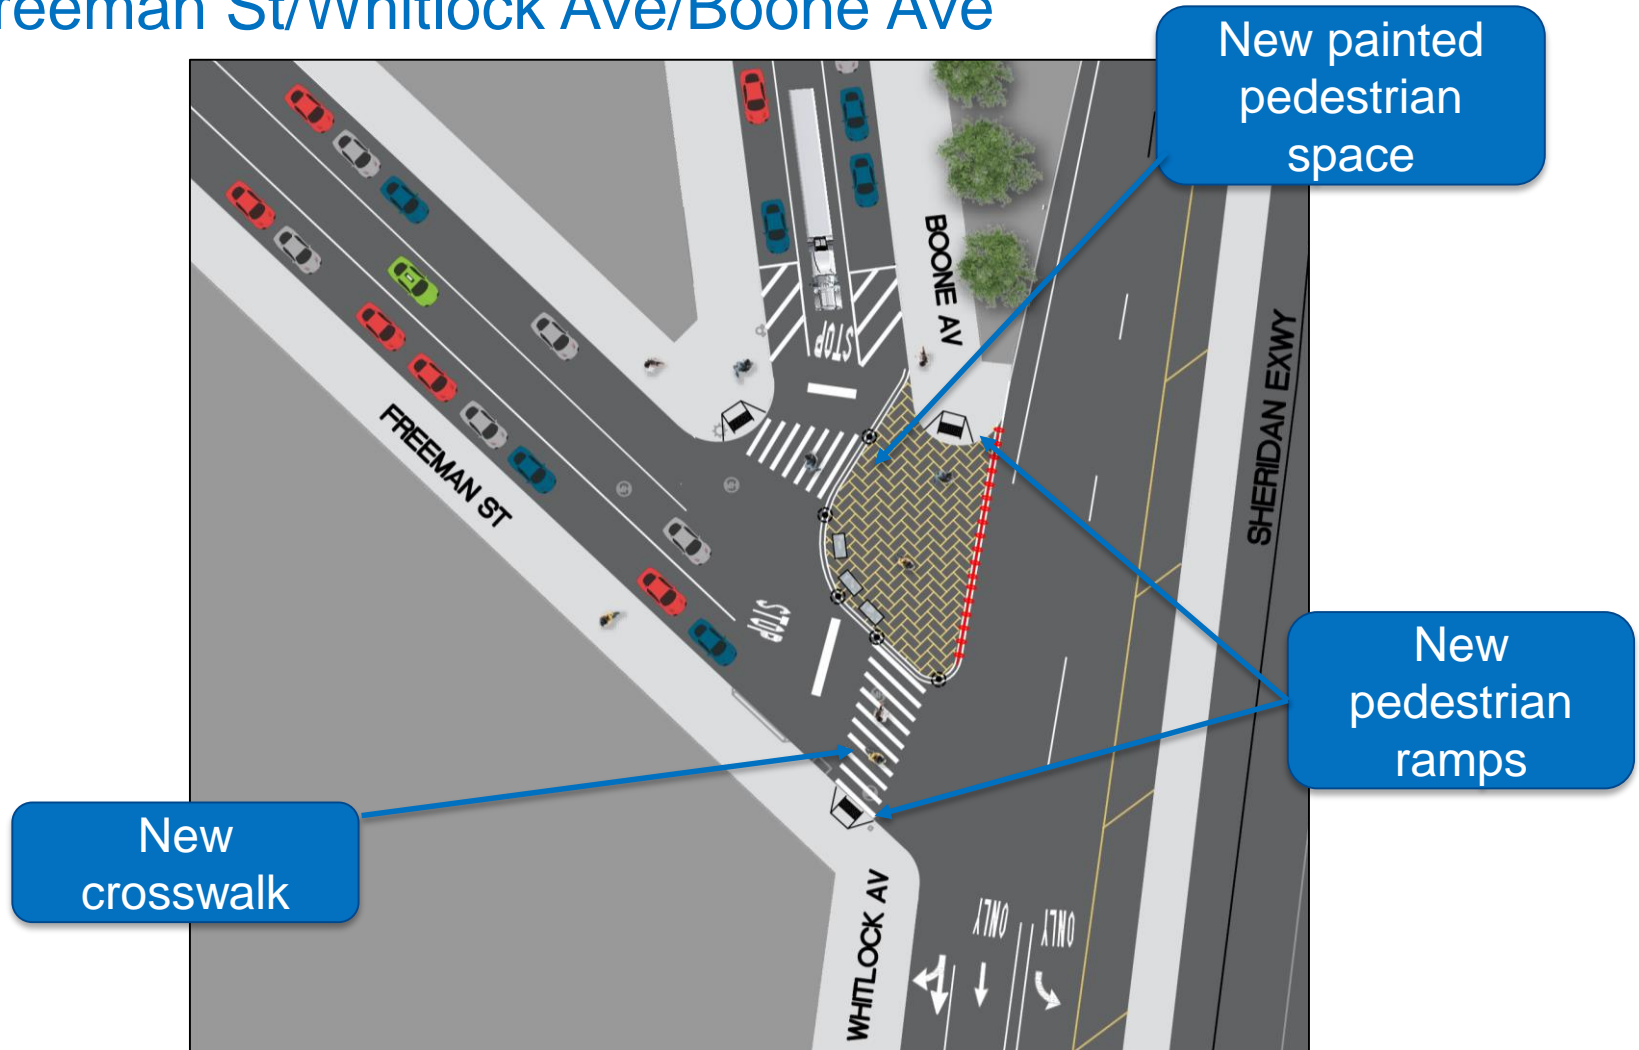 reeman St/Whitlock Ave/Boone Ave
New painted
pedestrian
space
BOONE AV
STOP
SHERIDAN EXWY
FREEMAN ST
STOP
New
pedestrian
ramps
New
crosswalk
WHITLOCK AV
ONLY
ONLY